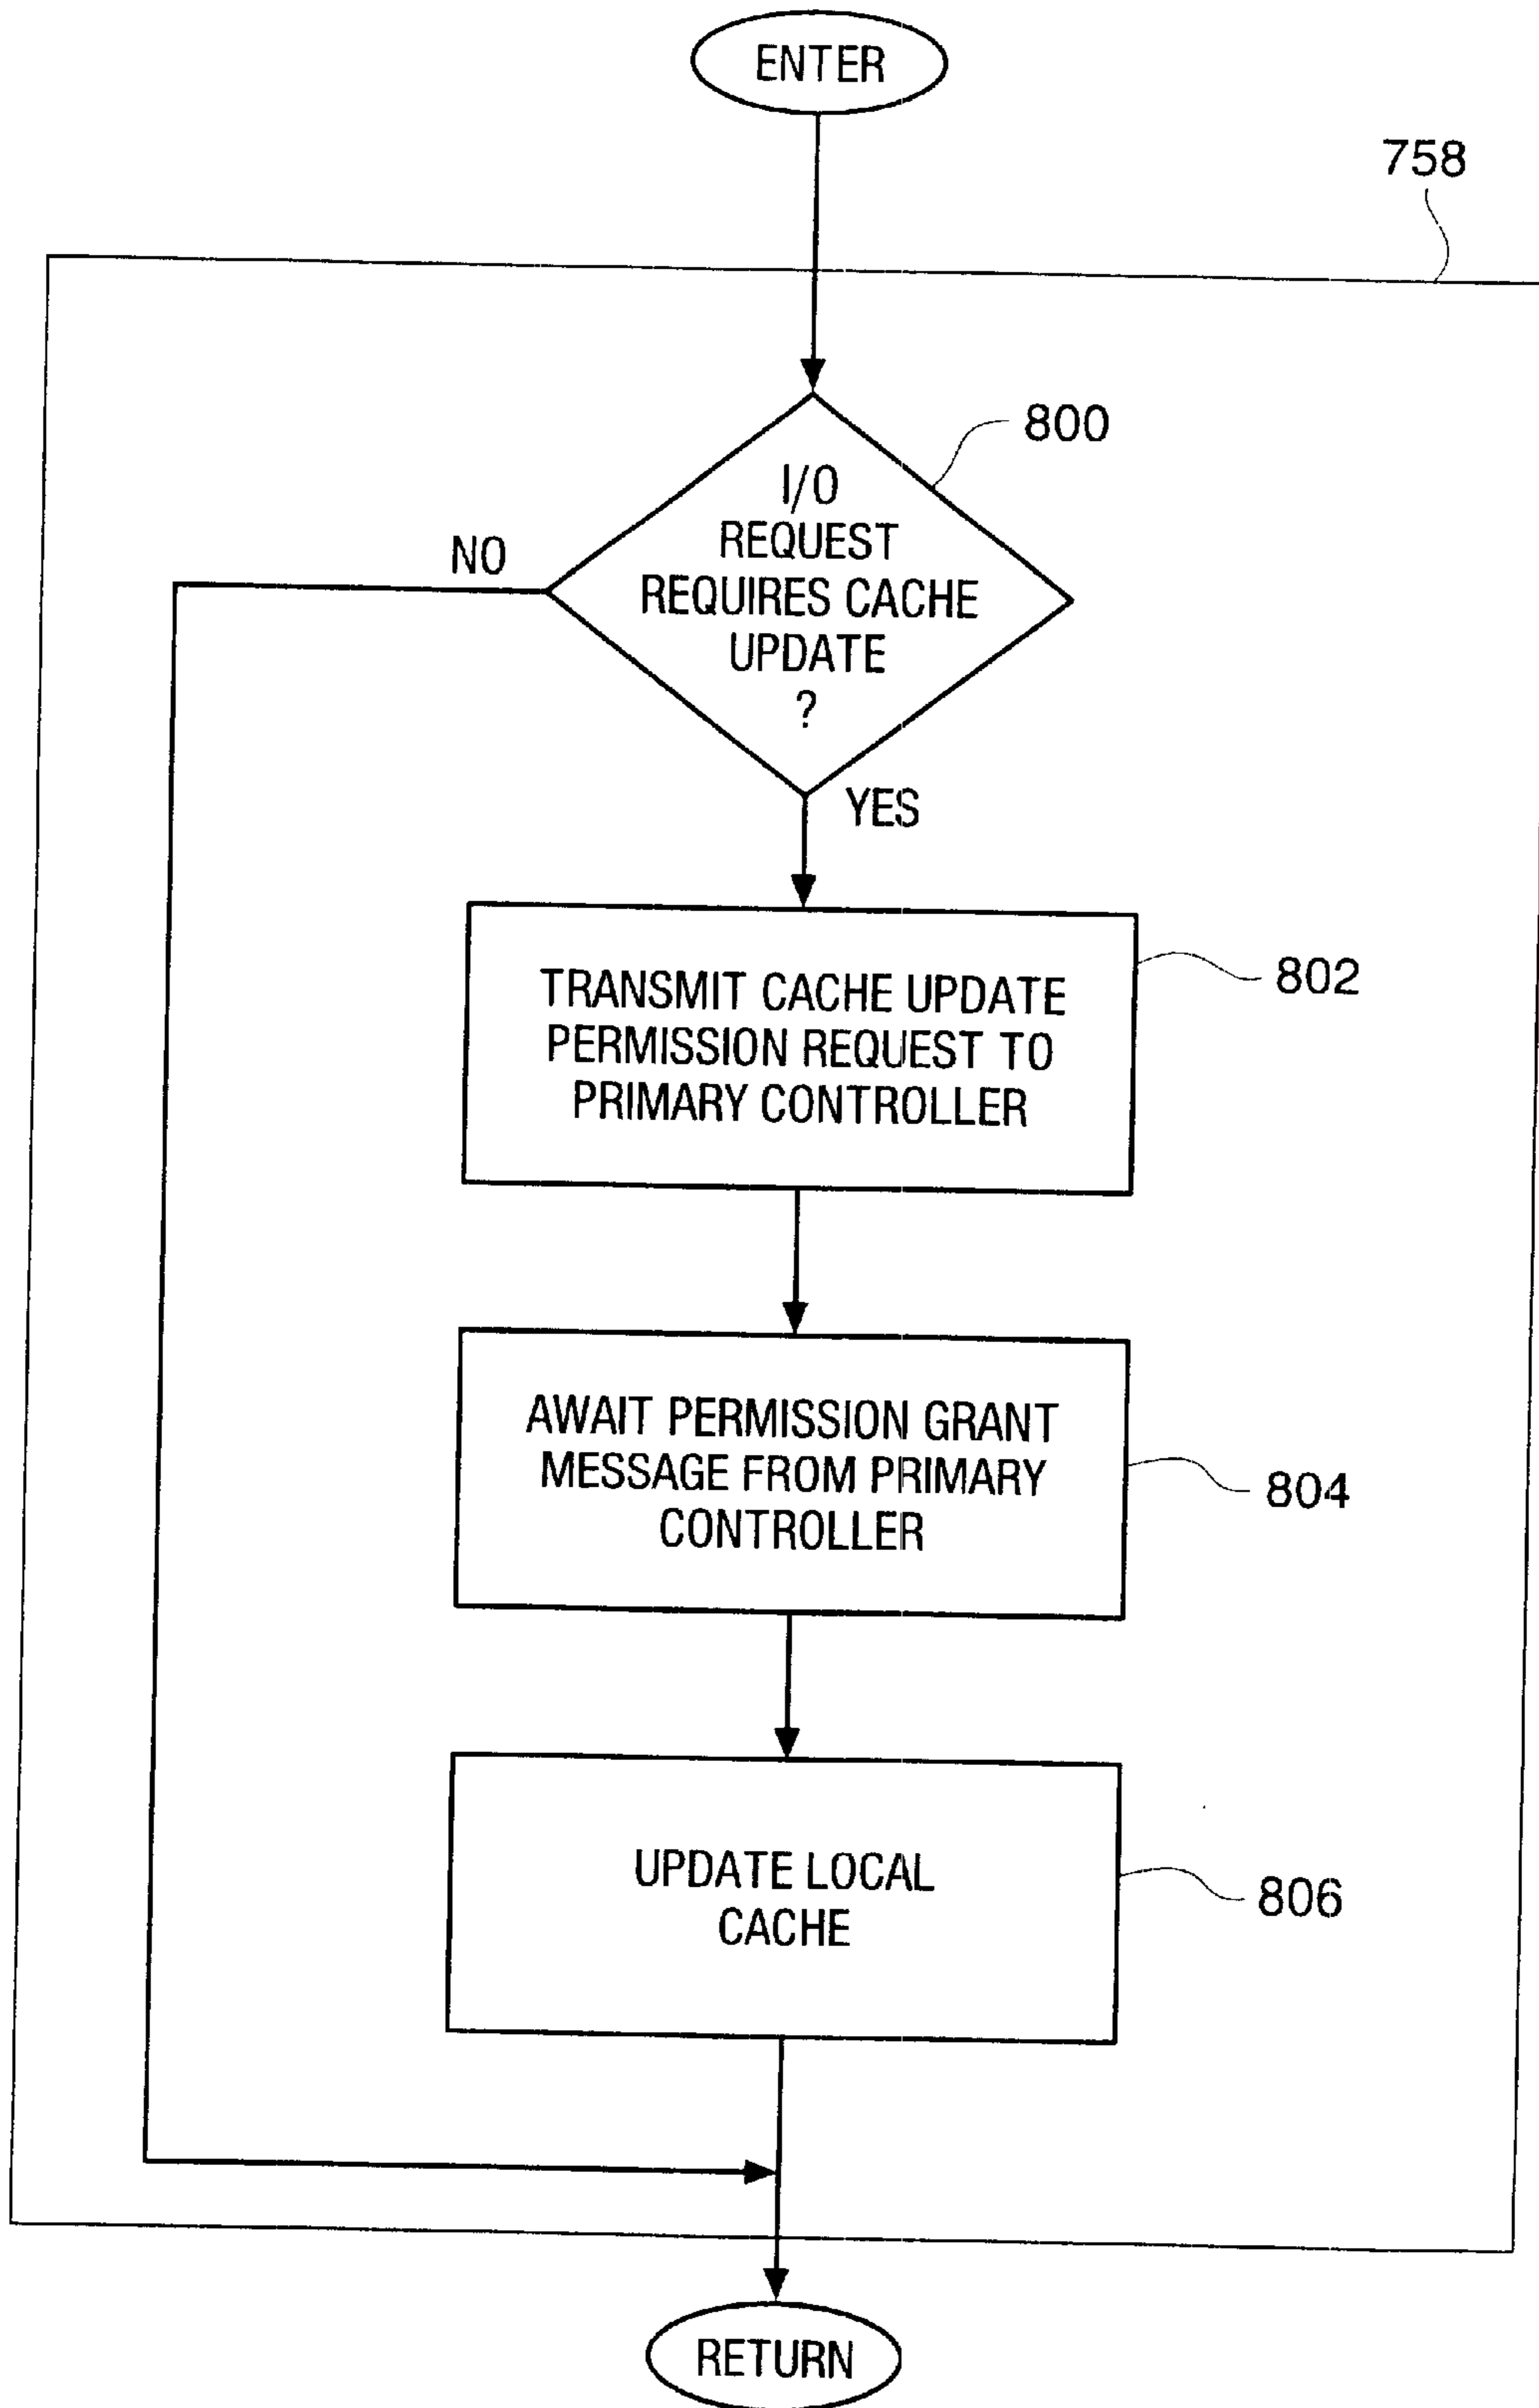 ENTER
758
800
I/O
REQUEST
REQUIRES CACHE
UPDATE
?
NO
YES
TRANSMIT CACHE UPDATE
PERMISSION REQUEST TO
PRIMARY CONTROLLER
802
AWAIT PERMISSION GRANT
MESSAGE FROM PRIMARY
CONTROLLER
804
UPDATE LOCAL
CACHE
806
RETURN